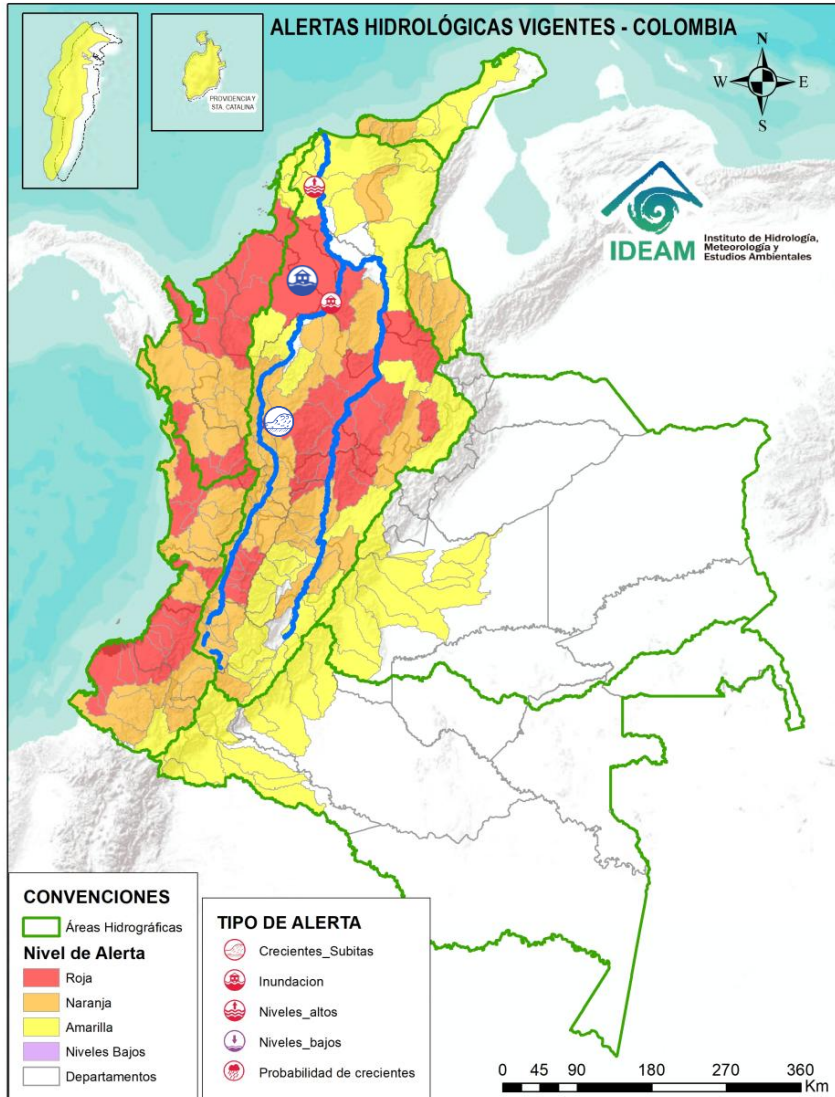 ALERTAS HIDROLÓGICAS VIGENTES - COLOMBIA
PROVIDENCIA Y
STA. CATALINA
N
W
E
S
IDEAM
Instituto de Hidrología,
Meteorología y
Estudios Ambientales
CONVENCIONES
Áreas Hidrográficas
Nivel de Alerta
Roja
Naranja
Amarilla
Niveles Bajos
Departamentos
TIPO DE ALERTA
Crecientes_Subitas
Inundacion
Niveles_altos
Niveles_bajos
Probabilidad de crecientes
0 45 90 180 270 360
Km